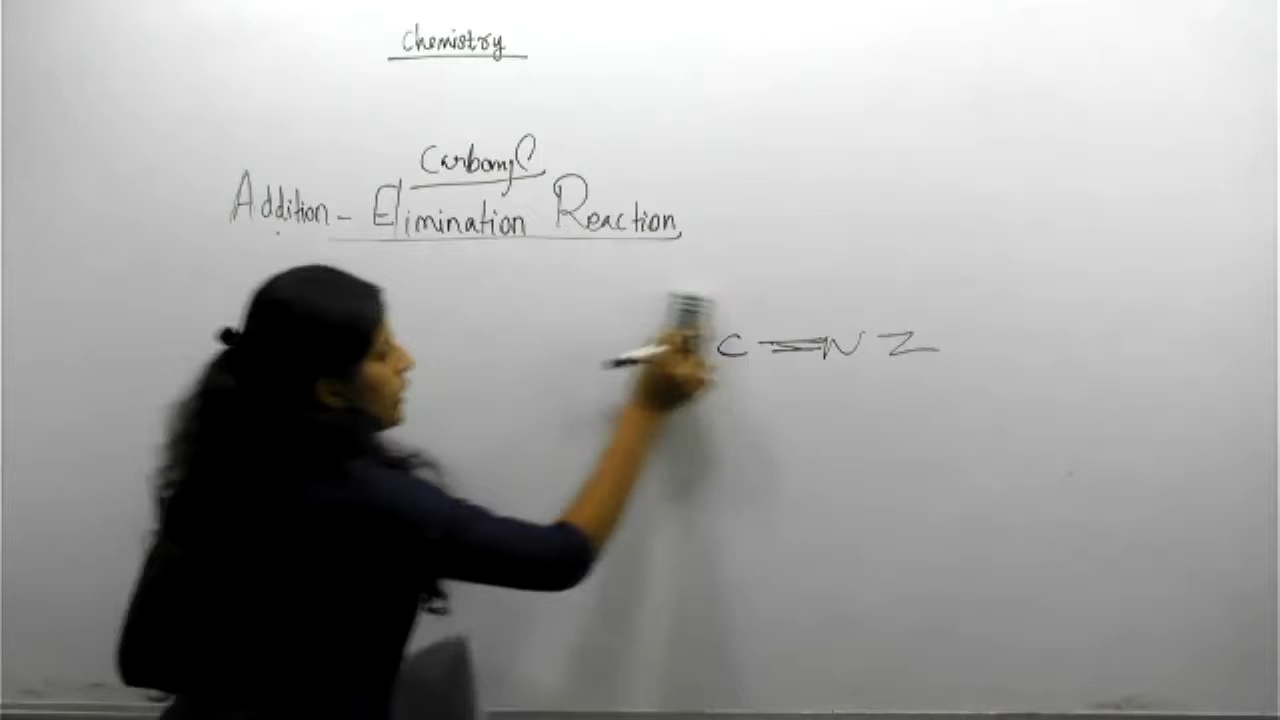 Chemistry
Carbonyl
Addition - Elimination Reaction
C = N Z